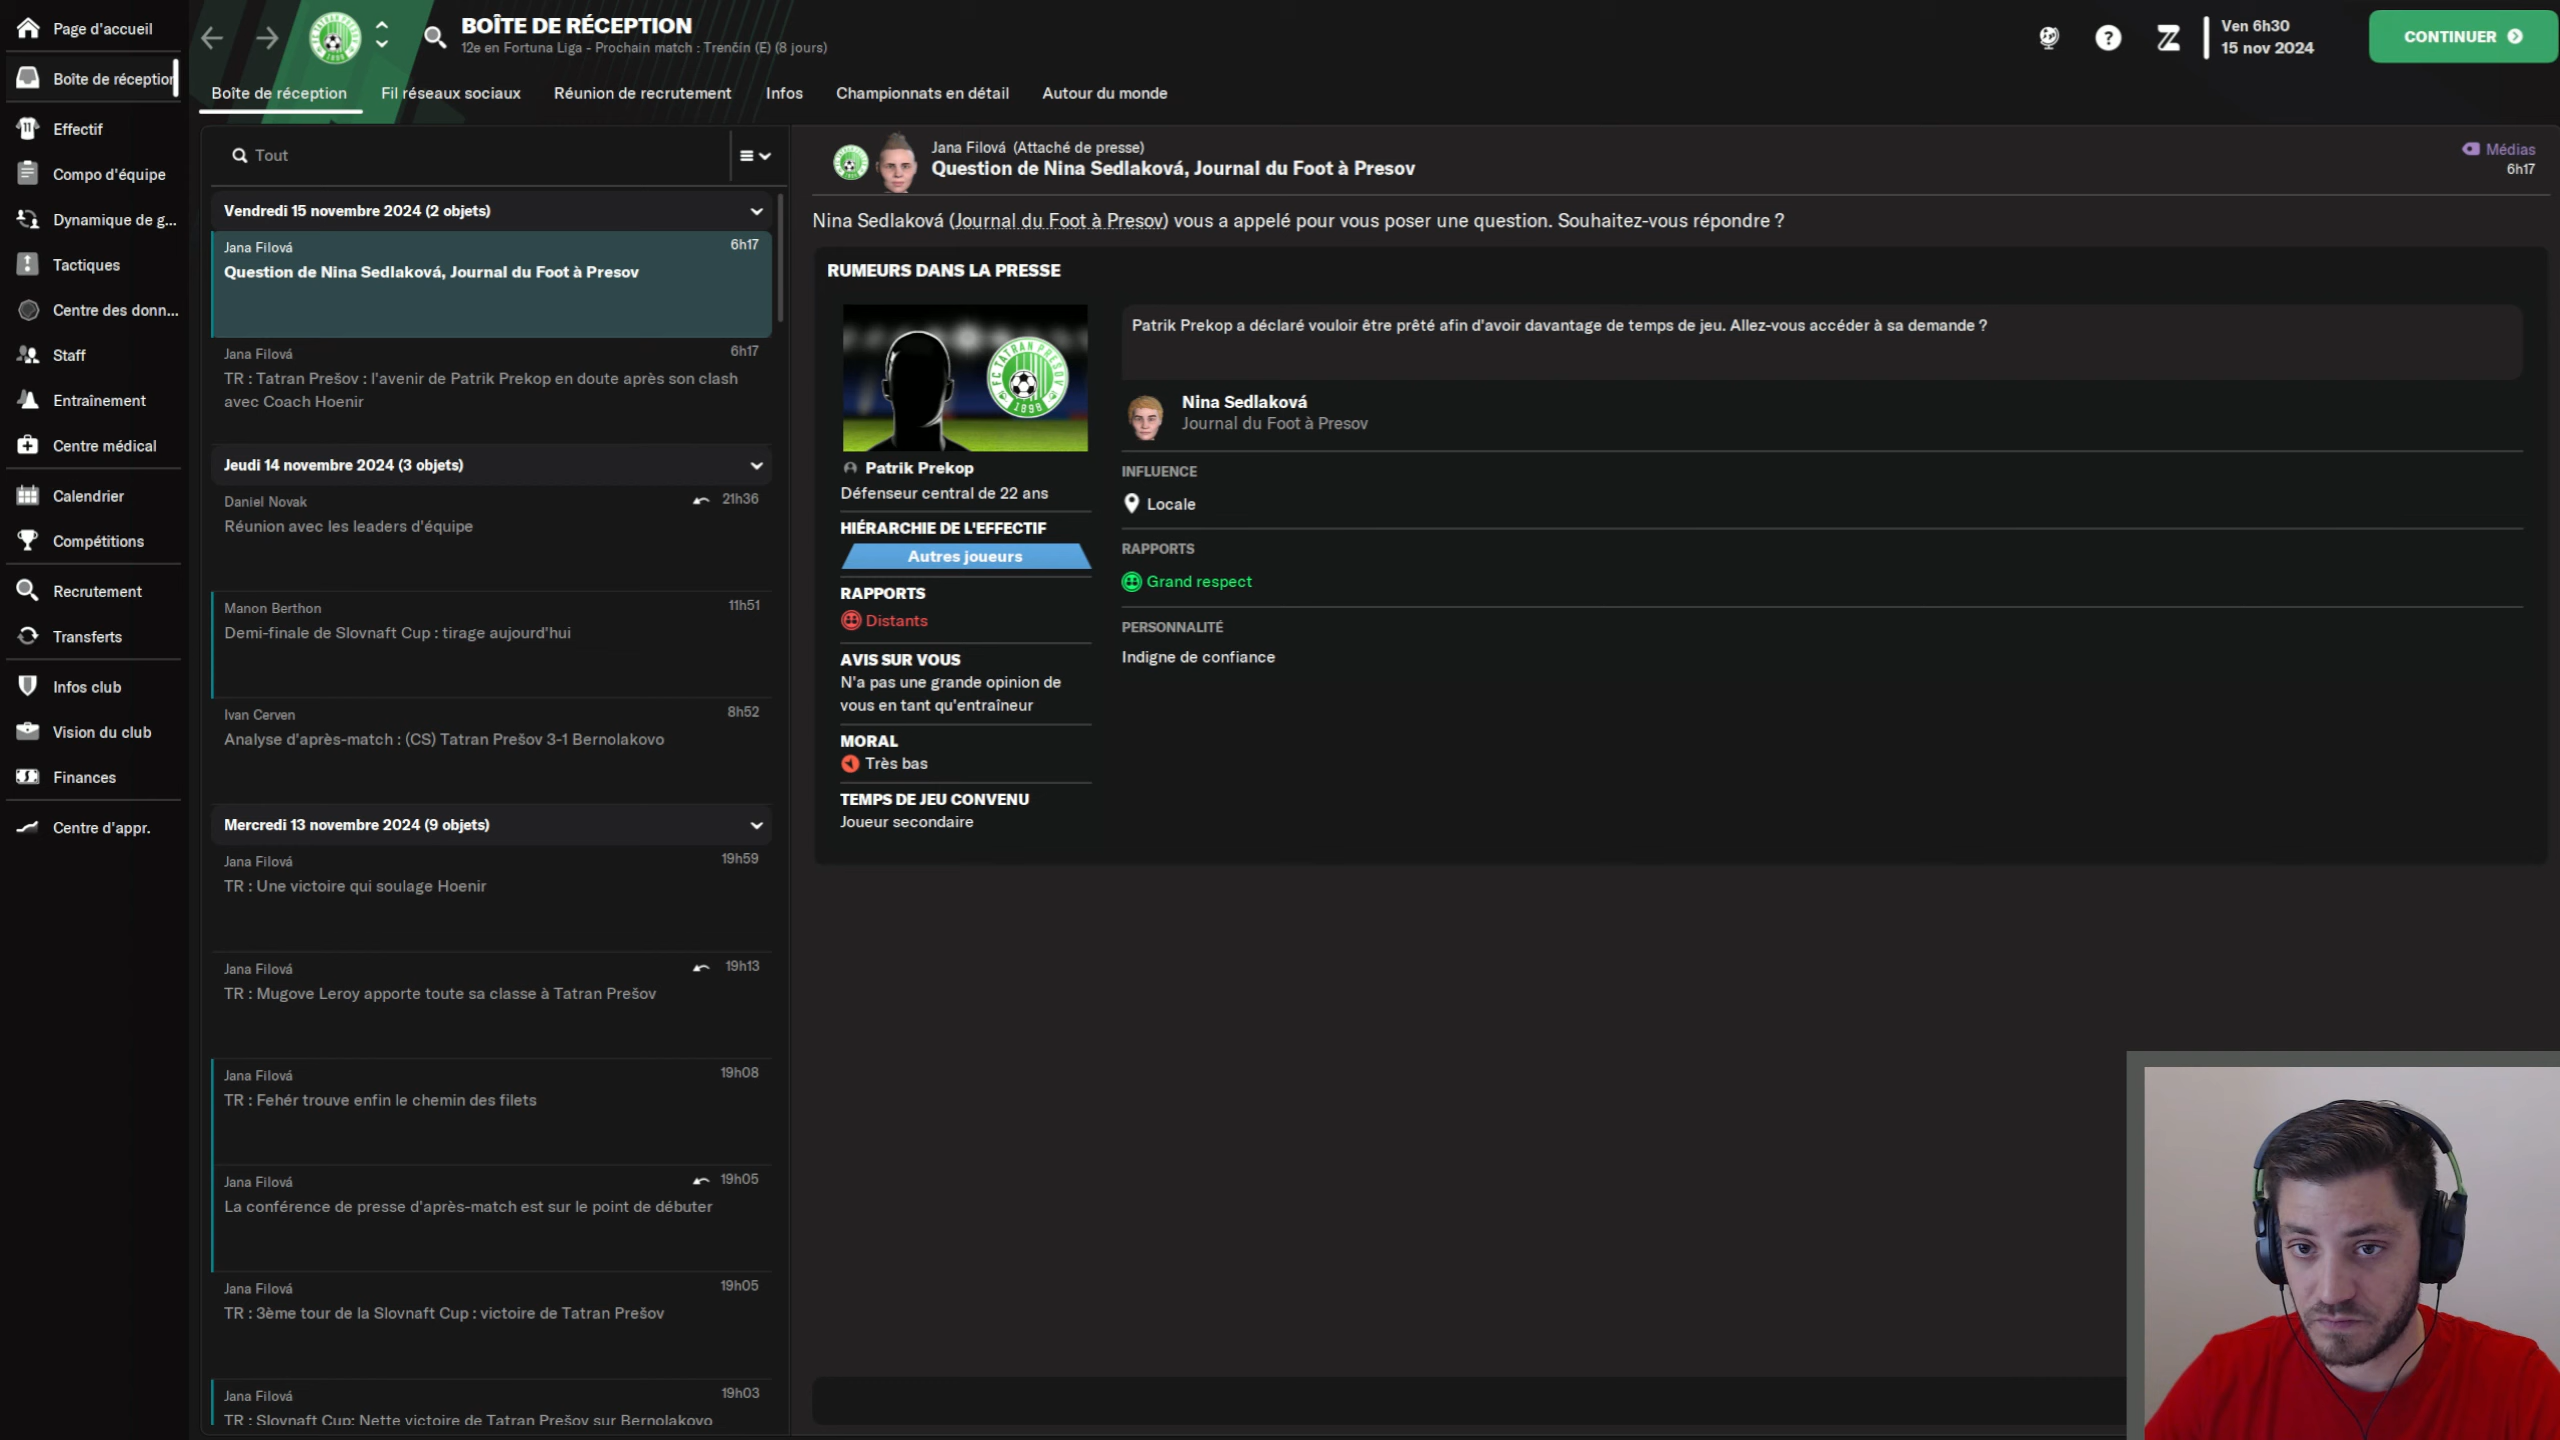 Page d'accueil
Boîte de réception
Effectif
Compo d'équipe
Dynamique de g...
Tactiques
Centre des donn...
Staff
Entraînement
Centre médical
Calendrier
Compétitions
Recrutement
Transferts
Infos club
Vision du club
Finances
Centre d'appr.
BOÎTE DE RÉCEPTION
12e en Fortuna Liga - Prochain match : Trenčín (E) (8 jours)
Ven 6h30
15 nov 2024
CONTINUER
Boîte de réception
Fil réseaux sociaux
Réunion de recrutement
Infos
Championnats en détail
Autour du monde
Tout
Vendredi 15 novembre 2024 (2 objets)
Jana Filová
6h17
Question de Nina Sedlaková, Journal du Foot à Presov
Jana Filová
6h17
TR : Tatran Prešov : l'avenir de Patrik Prekop en doute après son clash
avec Coach Hoenir
Jeudi 14 novembre 2024 (3 objets)
Daniel Novak
21h36
Réunion avec les leaders d'équipe
Manon Berthon
11h51
Demi-finale de Slovnaft Cup : tirage aujourd'hui
Ivan Cerven
8h52
Analyse d'après-match : (CS) Tatran Prešov 3-1 Bernolakovo
Mercredi 13 novembre 2024 (9 objets)
Jana Filová
19h59
TR : Une victoire qui soulage Hoenir
Jana Filová
19h13
TR : Mugove Leroy apporte toute sa classe à Tatran Prešov
Jana Filová
19h08
TR : Fehér trouve enfin le chemin des filets
Jana Filová
19h05
La conférence de presse d'après-match est sur le point de débuter
Jana Filová
19h05
TR : 3ème tour de la Slovnaft Cup : victoire de Tatran Prešov
Jana Filová
19h03
TR : Slovnaft Cup: Nette victoire de Tatran Prešov sur Bernolakovo
Jana Filová (Attaché de presse)
Question de Nina Sedlaková, Journal du Foot à Presov
Médias
6h17
Nina Sedlaková (Journal du Foot à Presov) vous a appelé pour vous poser une question. Souhaitez-vous répondre ?
RUMEURS DANS LA PRESSE
FC TATRAN PREŠOV
1898
Patrik Prekop
Défenseur central de 22 ans
HIÉRARCHIE DE L'EFFECTIF
Autres joueurs
RAPPORTS
Distants
AVIS SUR VOUS
N'a pas une grande opinion de
vous en tant qu'entraîneur
MORAL
Très bas
TEMPS DE JEU CONVENU
Joueur secondaire
Patrik Prekop a déclaré vouloir être prêté afin d'avoir davantage de temps de jeu. Allez-vous accéder à sa demande ?
Nina Sedlaková
Journal du Foot à Presov
INFLUENCE
Locale
RAPPORTS
Grand respect
PERSONNALITÉ
Indigne de confiance